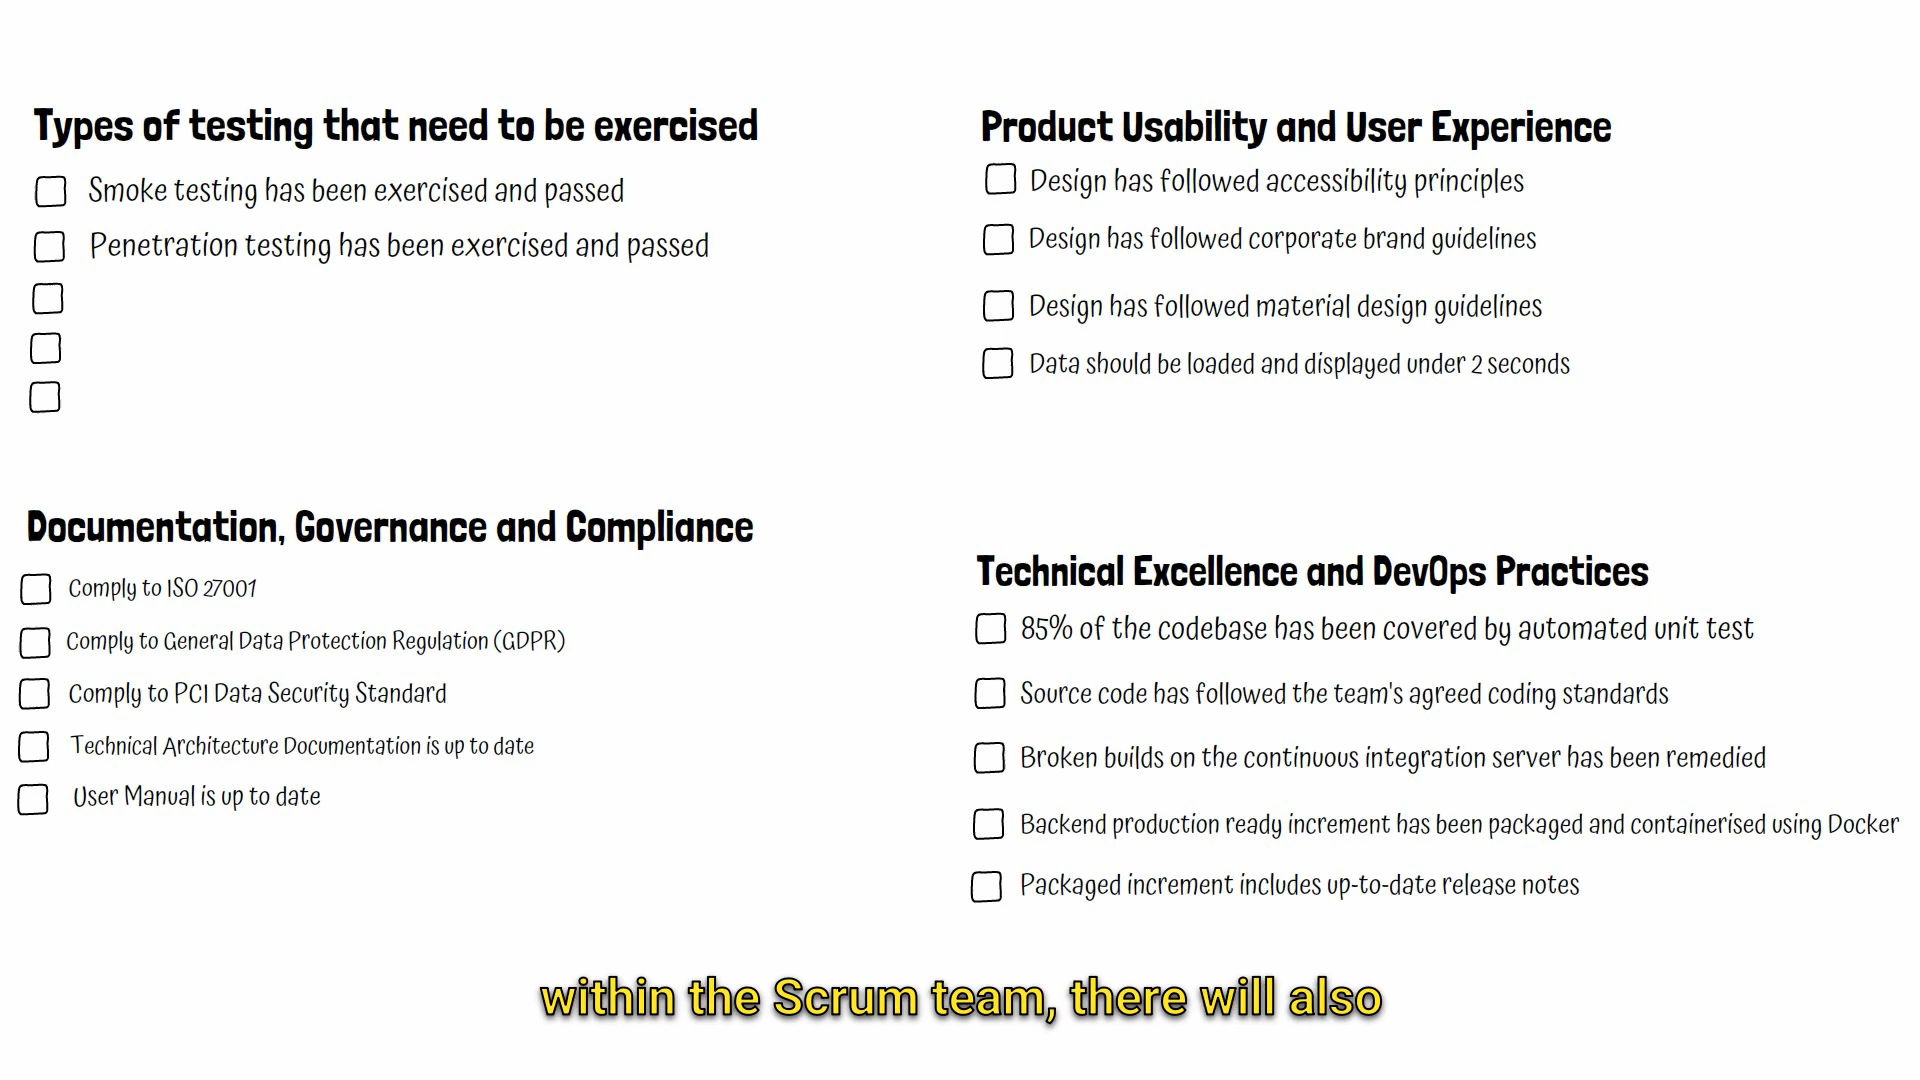 Types of testing that need to be exercised
Smoke testing has been exercised and passed
Penetration testing has been exercised and passed
Product Usability and User Experience
Design has followed accessibility principles
Design has followed corporate brand guidelines
Design has followed material design guidelines
Data should be loaded and displayed under 2 seconds
Documentation, Governance and Compliance
Comply to ISO 27001
Comply to General Data Protection Regulation (GDPR)
Comply to PCI Data Security Standard
Technical Architecture Documentation is up to date
User Manual is up to date
Technical Excellence and DevOps Practices
85% of the codebase has been covered by automated unit test
Source code has followed the team's agreed coding standards
Broken builds on the continuous integration server has been remedied
Backend production ready increment has been packaged and containerised using Docker
Packaged increment includes up-to-date release notes
within the Scrum team, there will also